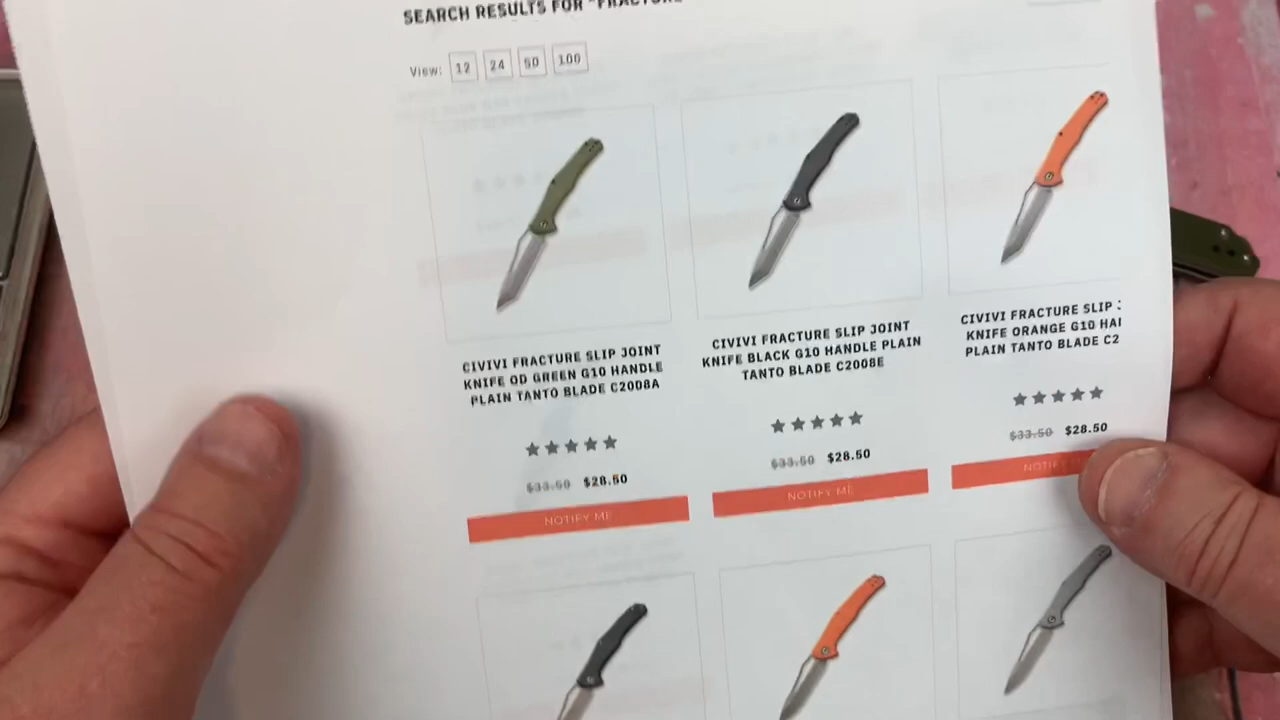 SEARCH RESULTS FOR "FRACTURE"
View: 12 24 50 100
CIVIVI FRACTURE SLIP JOINT
KNIFE OD GREEN G10 HANDLE
PLAIN TANTO BLADE C2008A
$33.50 $28.50
NOTIFY ME
CIVIVI FRACTURE SLIP JOINT
KNIFE BLACK G10 HANDLE PLAIN
TANTO BLADE C2008E
$33.50 $28.50
NOTIFY ME
CIVIVI FRACTURE SLIP
KNIFE ORANGE G10 HAI
PLAIN TANTO BLADE C2
$33.50 $28.50